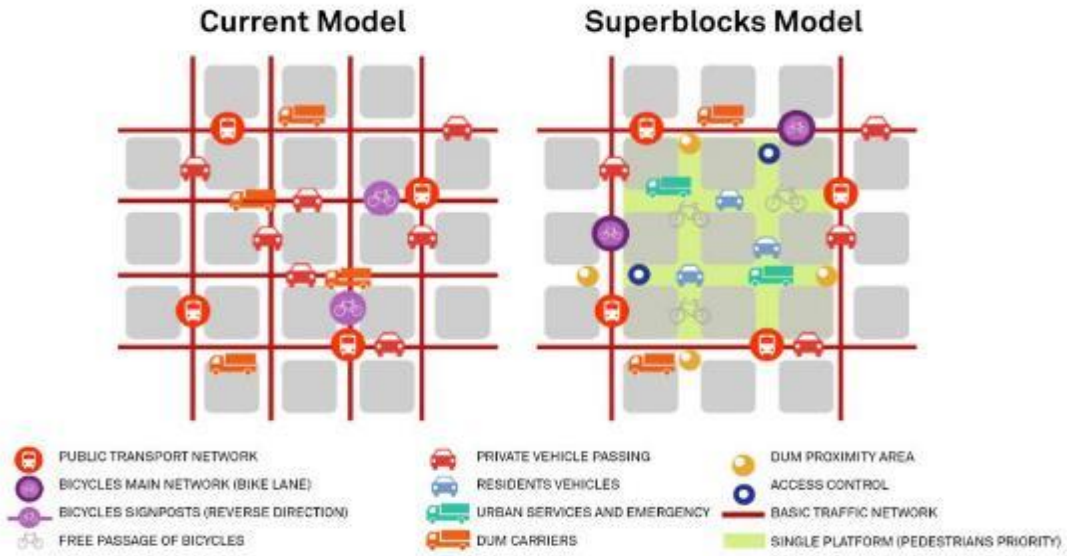 Current Model
Superblocks Model
PUBLIC TRANSPORT NETWORK
BICYCLES MAIN NETWORK (BIKE LANE)
BICYCLES SIGNPOSTS (REVERSE DIRECTION)
FREE PASSAGE OF BICYCLES
PRIVATE VEHICLE PASSING
RESIDENTS VEHICLES
URBAN SERVICES AND EMERGENCY
DUM CARRIERS
DUM PROXIMITY AREA
ACCESS CONTROL
BASIC TRAFFIC NETWORK
SINGLE PLATFORM (PEDESTRIANS PRIORITY)